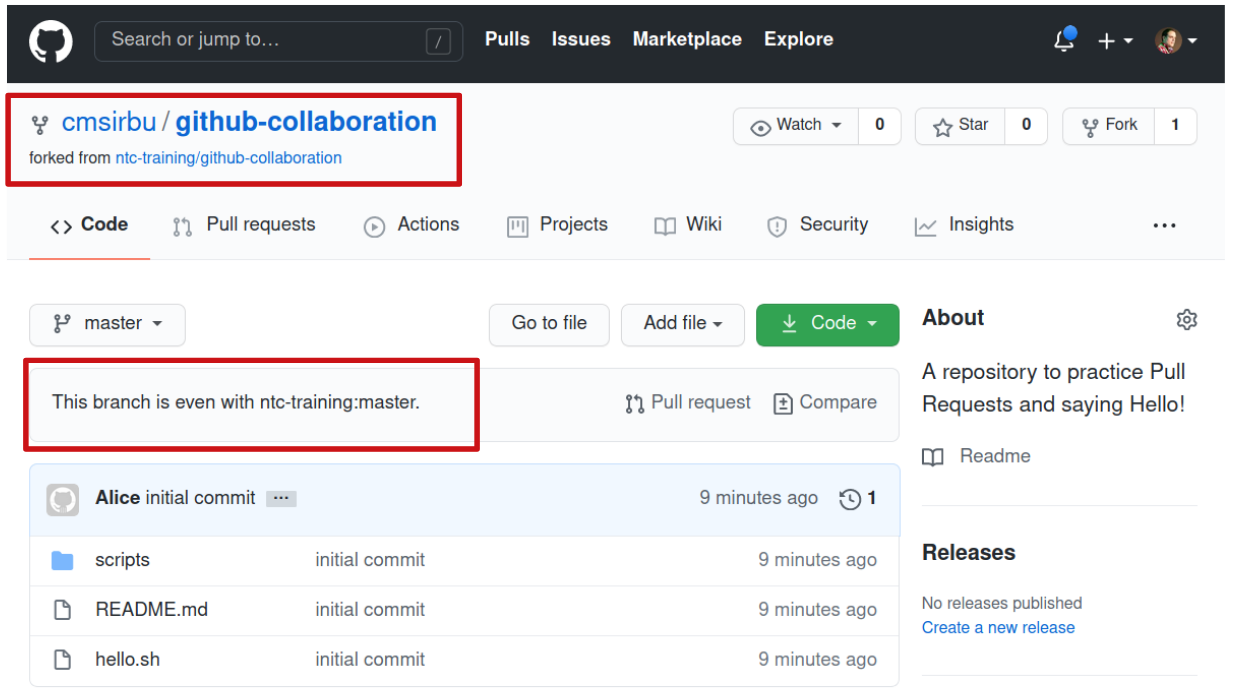 Search or jump to… / Pulls Issues Marketplace Explore
cmsirbu / github-collaboration
forked from ntc-training/github-collaboration
Watch 0 Star 0 Fork 1
Code Pull requests Actions Projects Wiki Security Insights ...
master Go to file Add file Code
This branch is even with ntc-training:master. Pull request Compare
Alice initial commit ... 9 minutes ago 1
scripts initial commit 9 minutes ago
README.md initial commit 9 minutes ago
hello.sh initial commit 9 minutes ago
About
A repository to practice Pull
Requests and saying Hello!
Readme
Releases
No releases published
Create a new release